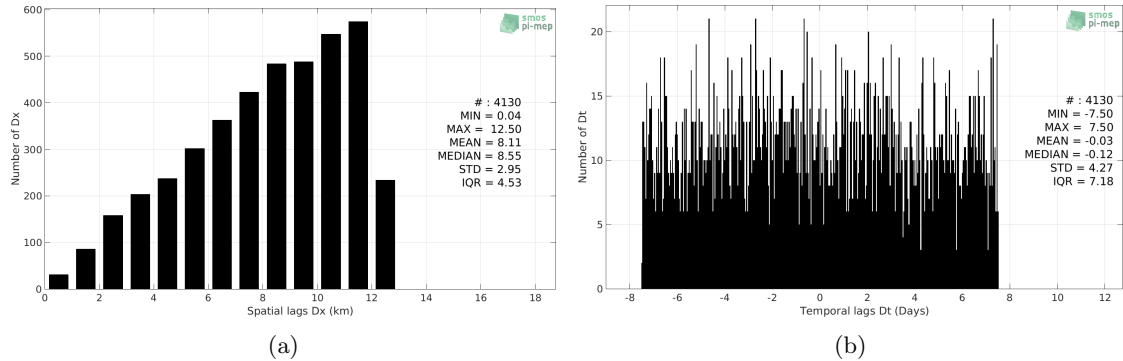 600
500
400
300
200
100
0
Number of Dx
0 2 4 6 8 10 12 14 16 18
Spatial lags Dx (km)
smos
pi-mep
# : 4130
MIN = 0.04
MAX = 12.50
MEAN = 8.11
MEDIAN = 8.55
STD = 2.95
IQR = 4.53
(a)
20
15
10
5
0
Number of Dt
-8 -6 -4 -2 0 2 4 6 8 10 12
Temporal lags Dt (Days)
smos
pi-mep
# : 4130
MIN = -7.50
MAX = 7.50
MEAN = -0.03
MEDIAN = -0.12
STD = 4.27
IQR = 7.18
(b)